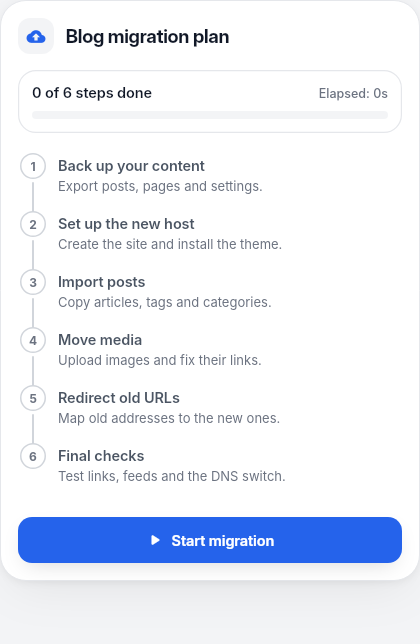 Blog migration plan
0 of 6 steps done
Elapsed: 0s
1
Back up your content
Export posts, pages and settings.
2
Set up the new host
Create the site and install the theme.
3
Import posts
Copy articles, tags and categories.
4
Move media
Upload images and fix their links.
5
Redirect old URLs
Map old addresses to the new ones.
6
Final checks
Test links, feeds and the DNS switch.
Start migration